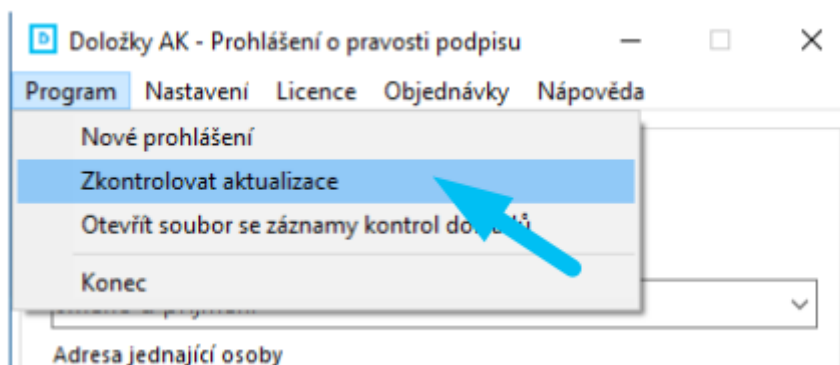 Doložky AK - Prohlášení o pravosti podpisu
Program Nastavení Licence Objednávky Nápověda
Nové prohlášení
Zkontrolovat aktualizace
Otevřít soubor se záznamy kontrol
Konec
Adresa jednající osoby